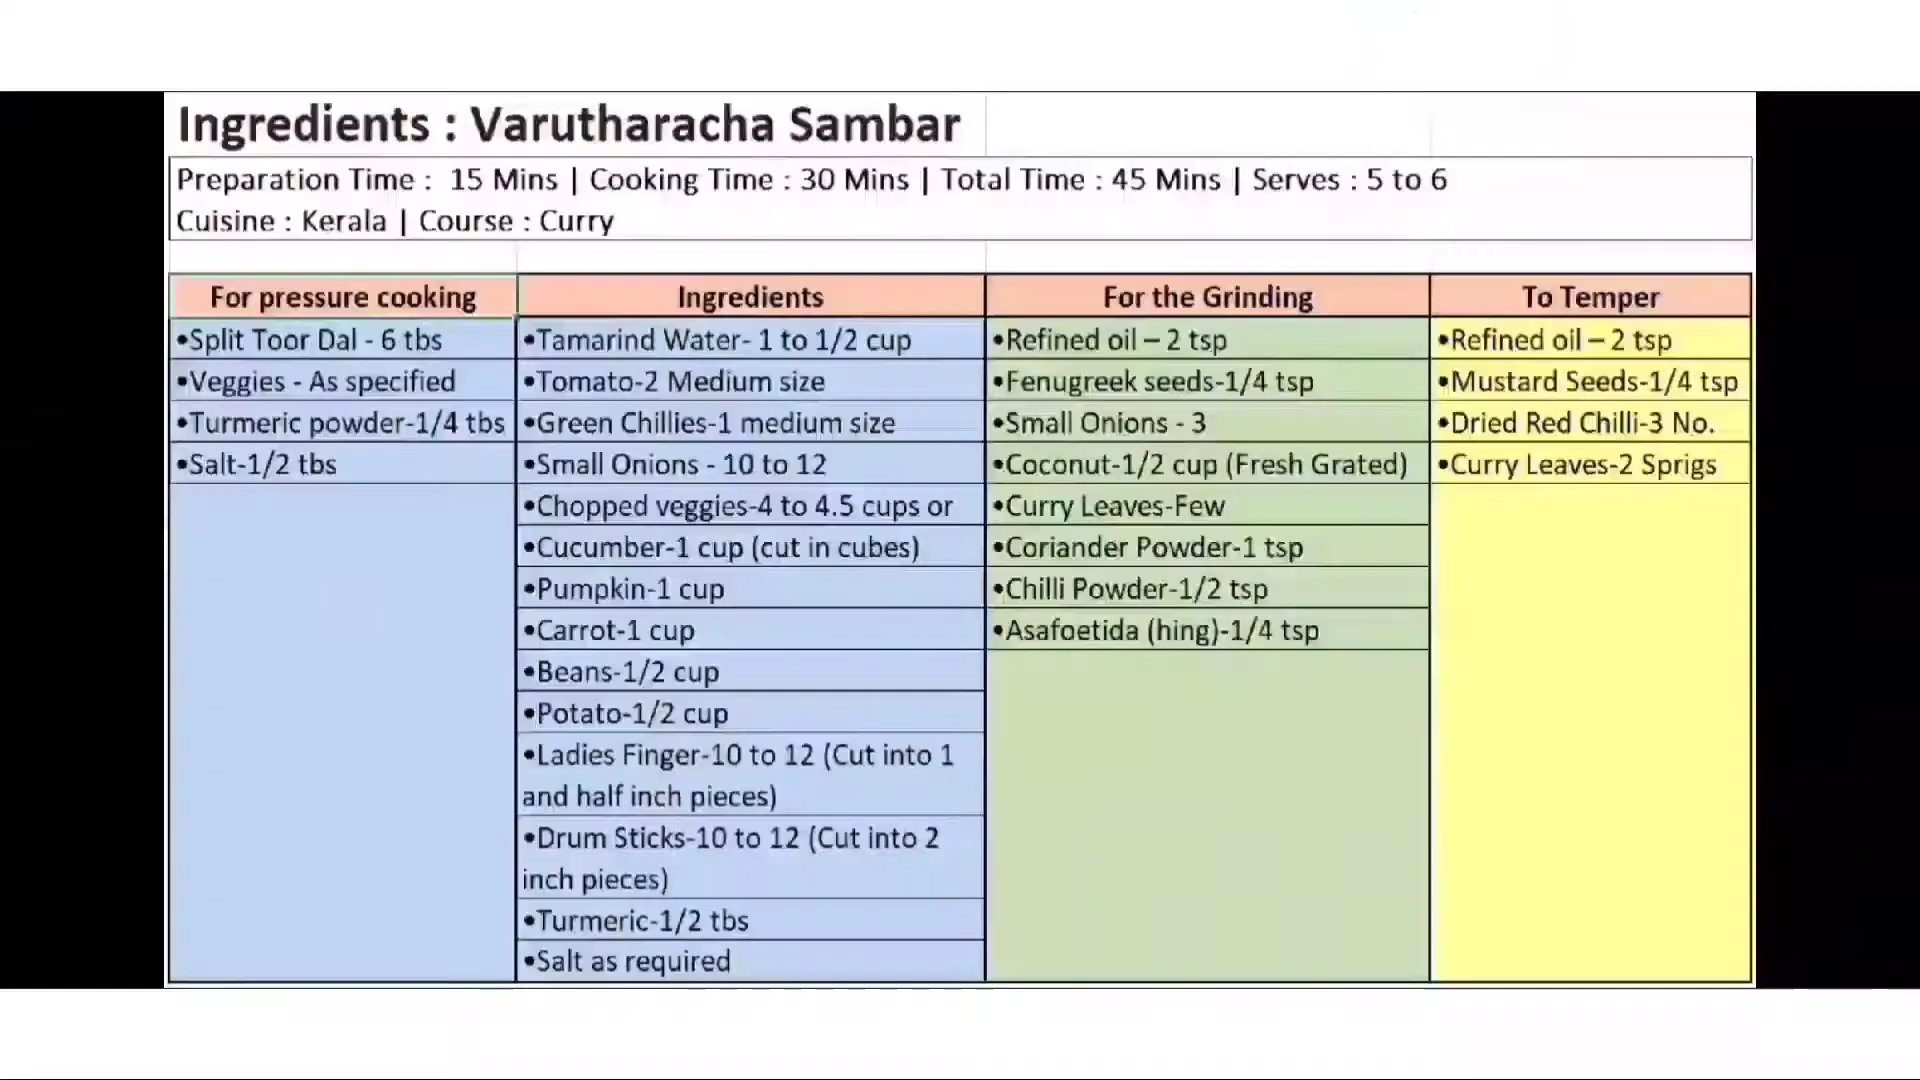 Ingredients : Varutharacha Sambar
Preparation Time : 15 Mins | Cooking Time : 30 Mins | Total Time : 45 Mins | Serves : 5 to 6
Cuisine : Kerala | Course : Curry
For pressure cooking
•Split Toor Dal - 6 tbs
•Veggies - As specified
•Turmeric powder-1/4 tbs
•Salt-1/2 tbs
Ingredients
•Tamarind Water- 1 to 1/2 cup
•Tomato-2 Medium size
•Green Chillies-1 medium size
•Small Onions - 10 to 12
•Chopped veggies-4 to 4.5 cups or
•Cucumber-1 cup (cut in cubes)
•Pumpkin-1 cup
•Carrot-1 cup
•Beans-1/2 cup
•Potato-1/2 cup
•Ladies Finger-10 to 12 (Cut into 1
and half inch pieces)
•Drum Sticks-10 to 12 (Cut into 2
inch pieces)
•Turmeric-1/2 tbs
•Salt as required
For the Grinding
•Refined oil – 2 tsp
•Fenugreek seeds-1/4 tsp
•Small Onions - 3
•Coconut-1/2 cup (Fresh Grated)
•Curry Leaves-Few
•Coriander Powder-1 tsp
•Chilli Powder-1/2 tsp
•Asafoetida (hing)-1/4 tsp
To Temper
•Refined oil – 2 tsp
•Mustard Seeds-1/4 tsp
•Dried Red Chilli-3 No.
•Curry Leaves-2 Sprigs